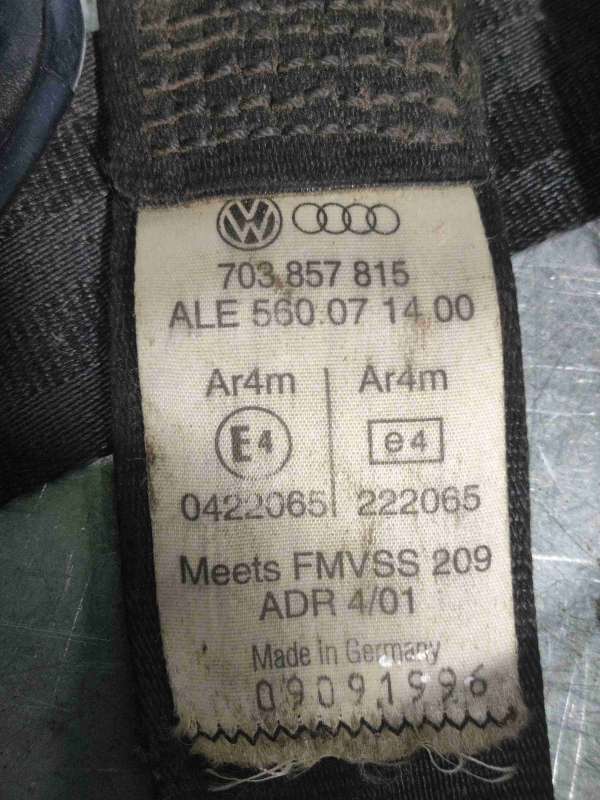 703 857 815
ALE 560 07 14 00
Ar4m Ar4m
E4 e4
0422065 222065
Meets FMVSS 209
ADR 4/01
Made In Germany
09091996